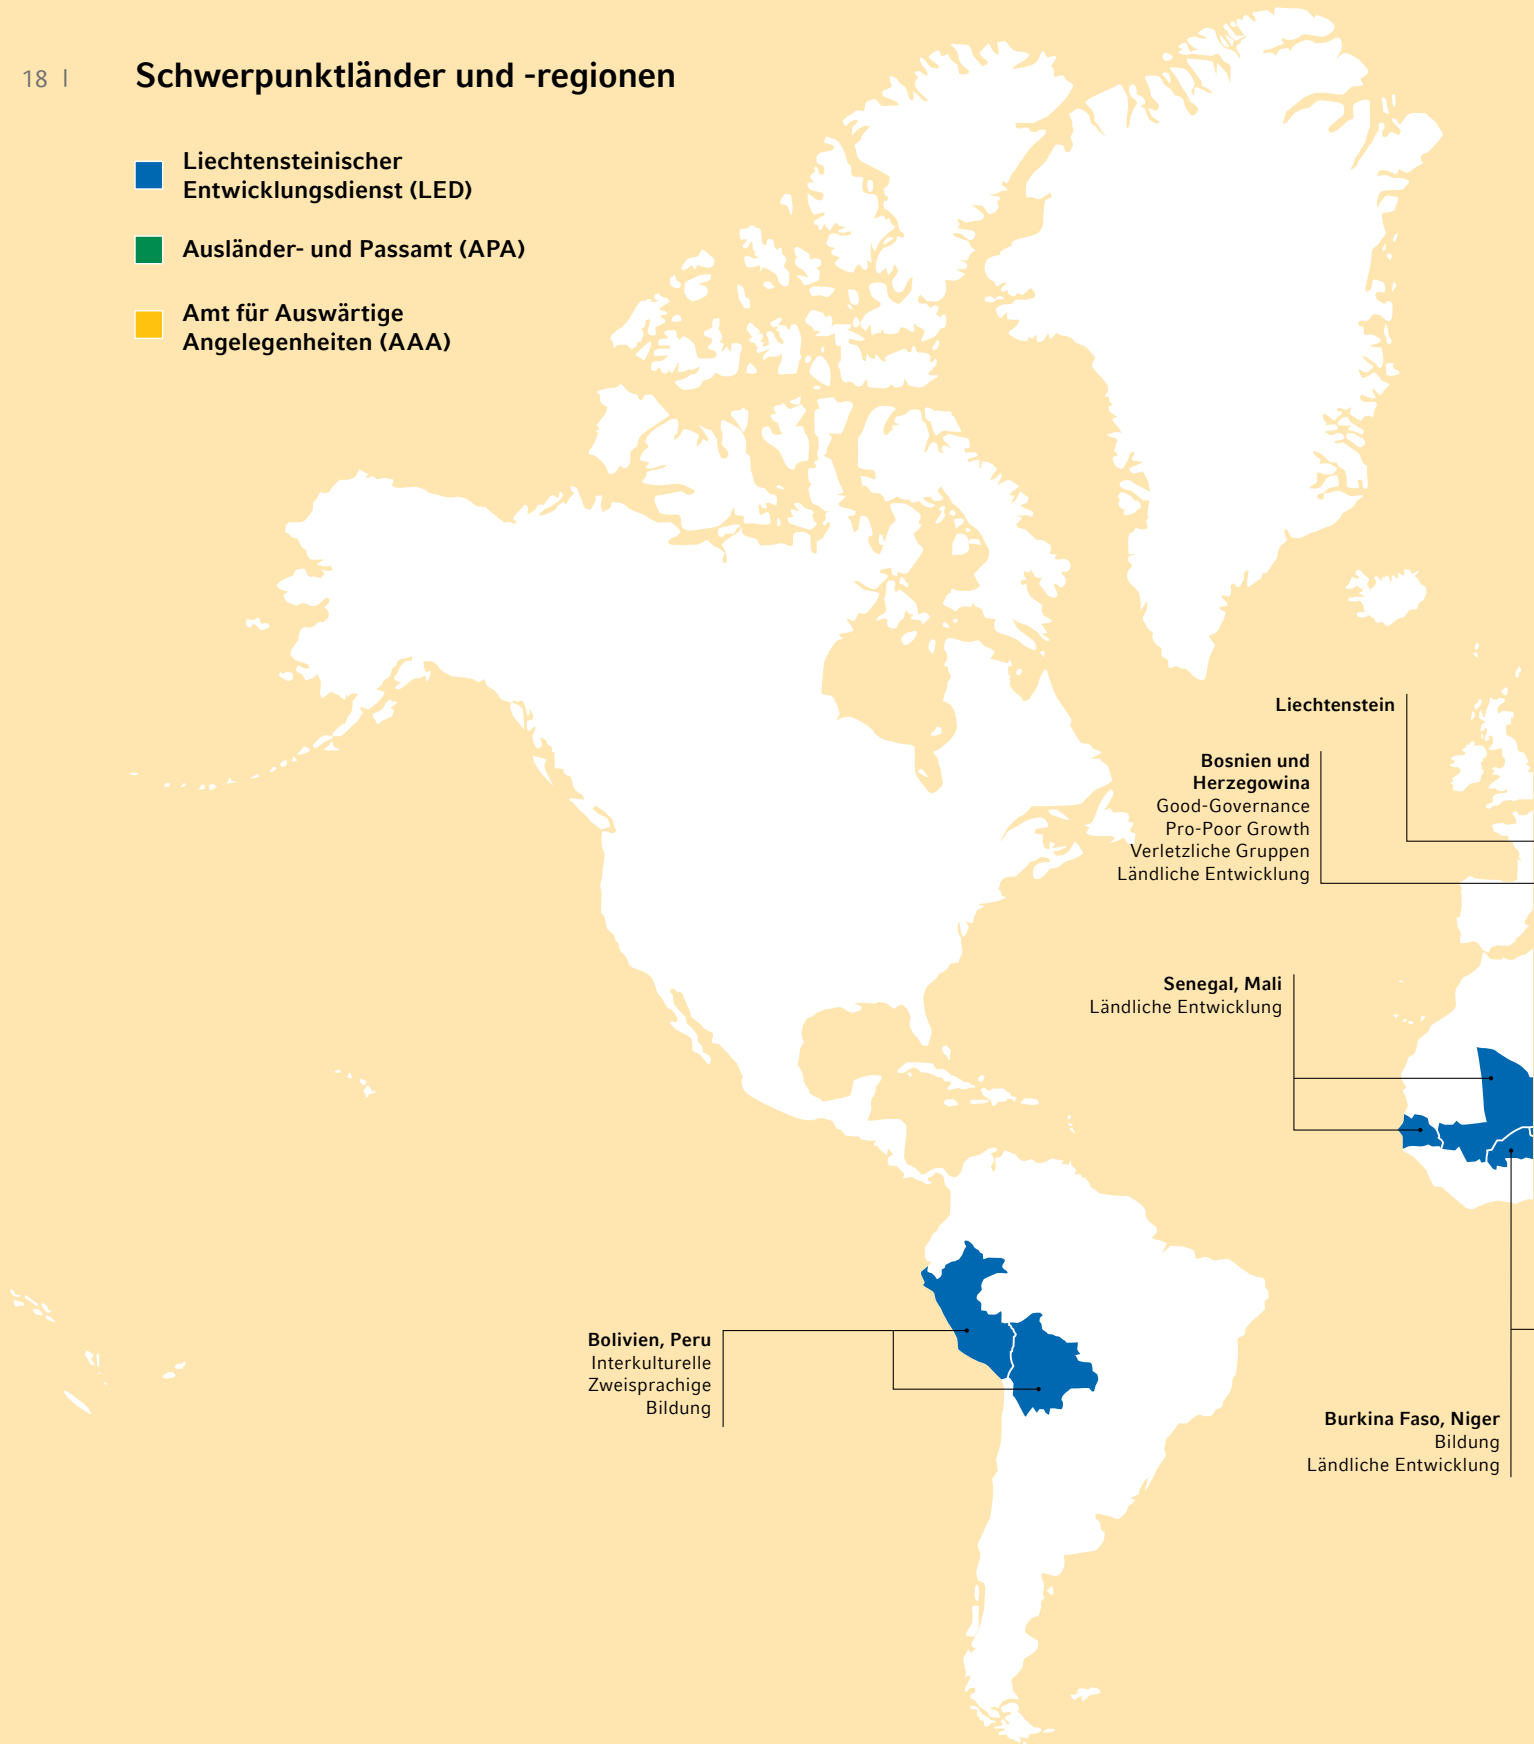 18 |
Schwerpunktländer und -regionen
Liechtensteinischer
Entwicklungsdienst (LED)
Ausländer- und Passamt (APA)
Amt für Auswärtige
Angelegenheiten (AAA)
Liechtenstein
Bosnien und
Herzegowina
Good-Governance
Pro-Poor Growth
Verletzliche Gruppen
Ländliche Entwicklung
Senegal, Mali
Ländliche Entwicklung
Bolivien, Peru
Interkulturelle
Zweisprachige
Bildung
Burkina Faso, Niger
Bildung
Ländliche Entwicklung